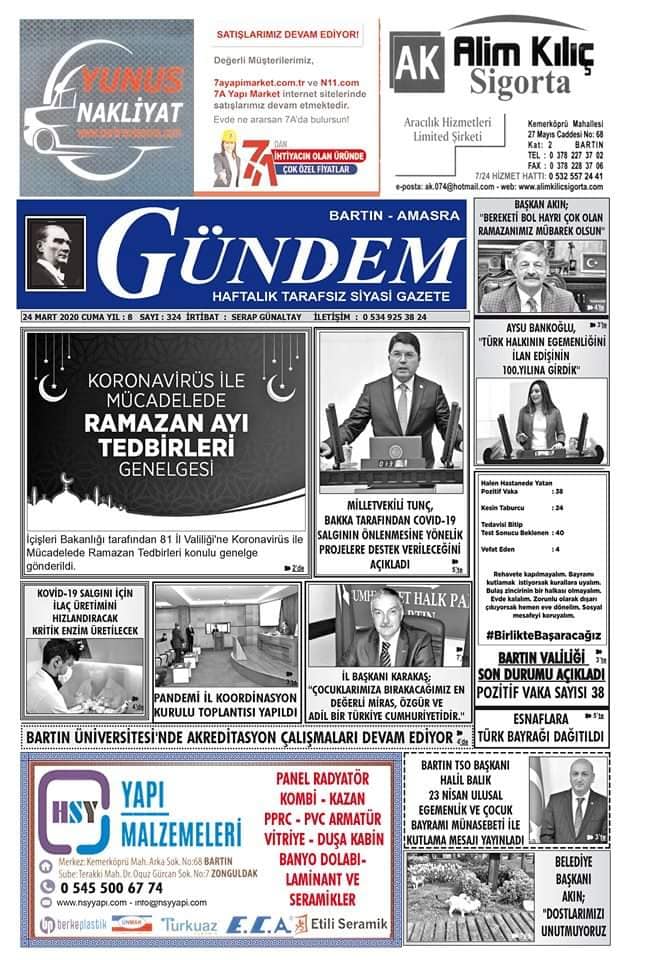 YUNUS
NAKLİYAT
SATIŞLARIMIZ DEVAM EDİYOR!
Değerli Müşterilerimiz,
7ayapimarket.com.tr ve N11.com
7A Yapı Market internet sitelerinde
satışlarımız devam etmektedir.
Evde ne ararsan 7A'da bulursun!
7A
DAN
İHTİYACIN OLAN ÜRÜNDE
ÇOK ÖZEL FİYATLAR
AK
Alim Kılıç
Sigorta
Aracılık Hizmetleri
Limited Şirketi
Kemerköprü Mahallesi
27 Mayıs Caddesi No: 68
Kat: 2 BARTIN
TEL : 0 378 227 37 02
FAX : 0 378 228 37 06
7/24 HİZMET HATTI: 0 532 557 24 41
e-posta: ak.074@hotmail.com - web: www.alimkilicsigorta.com
BARTIN - AMASRA
GÜNDEM
HAFTALIK TARAFSIZ SİYASİ GAZETE
24 MART 2020 CUMA YIL : 8 SAYI : 324 İRTİBAT : SERAP GÜNALTAY İLETİŞİM : 0 534 925 38 24
BAŞKAN AKIN;
"BEREKETİ BOL HAYRI ÇOK OLAN
RAMAZANIMIZ MÜBAREK OLSUN"
4'te
AYSU BANKOĞLU,
3'te
"TÜRK HALKININ EGEMENLİĞİNİ
İLAN EDİŞİNİN
100.YILINA GİRDİK"
KORONAVİRÜS İLE
MÜCADELEDE
RAMAZAN AYI
TEDBİRLERİ
GENELGESİ
İçişleri Bakanlığı tarafından 81 İl Valiliği'ne Koronavirüs ile
Mücadelede Ramazan Tedbirleri konulu genelge
gönderildi.
2'de
MİLLETVEKİLİ TUNÇ,
BAKKA TARAFINDAN COVID-19
SALGININ ÖNLENMESİNE YÖNELİK
PROJELERE DESTEK VERİLECEĞİNİ
AÇIKLADI
5'te
Halen Hastanede Yatan
Pozitif Vaka : 38
Kesin Taburcu : 24
Tedavisi Bitip
Test Sonucu Beklenen : 40
Vefat Eden : 4
Rehavete kapılmayalım. Bayramı
kutlamak istiyorsak kurallara uyalım.
Bulaş zincirinin bir halkası olmayalım.
Evde kalalım. Zorunlu olarak dışarı
çıkıyorsak hemen eve dönelim. Sosyal
mesafeyi koruyalım.
#BirlikteBaşaracağız
BARTIN VALİLİĞİ
3'te
SON DURUMU AÇIKLADI
POZİTİF VAKA SAYISI 38
ESNAFLARA
5'te
TÜRK BAYRAĞI DAĞITILDI
KOVID-19 SALGINI İÇİN
İLAÇ ÜRETİMİNİ
HIZLANDIRACAK
KRİTİK ENZİM ÜRETİLECEK
4'de
PANDEMİ İL KOORDİNASYON
KURULU TOPLANTISI YAPILDI
UMHURİYET HALK PA
İL BAŞKANI KARAKAŞ;
"ÇOCUKLARIMIZA BIRAKACAĞIMIZ EN
DEĞERLİ MİRAS, ÖZGÜR VE
ADİL BİR TÜRKİYE CUMHURİYETİDİR."
BARTIN ÜNİVERSİTESİ'NDE AKREDİTASYON ÇALIŞMALARI DEVAM EDİYOR
HSY
YAPI
MALZEMELERİ
Merkez: Kemerköprü Mah. Arka Sok. No:68 BARTIN
Şube: Terakki Mah. Dr. Oguz Gürcan Sok. No:7 ZONGULDAK
0 545 500 67 74
www.hsyyapi.com - info@hsyyapi.com
PANEL RADYATÖR
KOMBİ - KAZAN
PPRC - PVC ARMATÜR
VİTRİYE - DUŞA KABİN
BANYO DOLABI-
LAMİNANT VE
SERAMİKLER
berkeplastik
Turkuaz
E.C.A.
Etili Seramik
BARTIN TSO BAŞKANI
HALİL BALIK
23 NİSAN ULUSAL
EGEMENLİK VE ÇOCUK
BAYRAMI MÜNASEBETİ İLE
KUTLAMA MESAJI YAYINLADI
3'te
BELEDİYE
BAŞKANI
AKIN;
"DOSTLARIMIZI
UNUTMUYORUZ